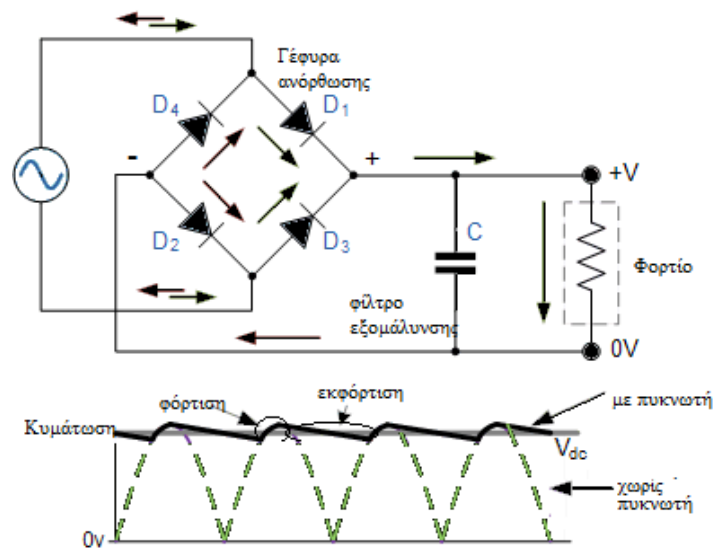 Γέφυρα
ανόρθωσης
D4
D1
-
+
+V
D2
D3
C
Φορτίο
φίλτρο
εξομάλυνσης
0V
φόρτιση
εκφόρτιση
με πυκνωτή
Κυμάτωση
Vdc
χωρίς
πυκνωτή
0v